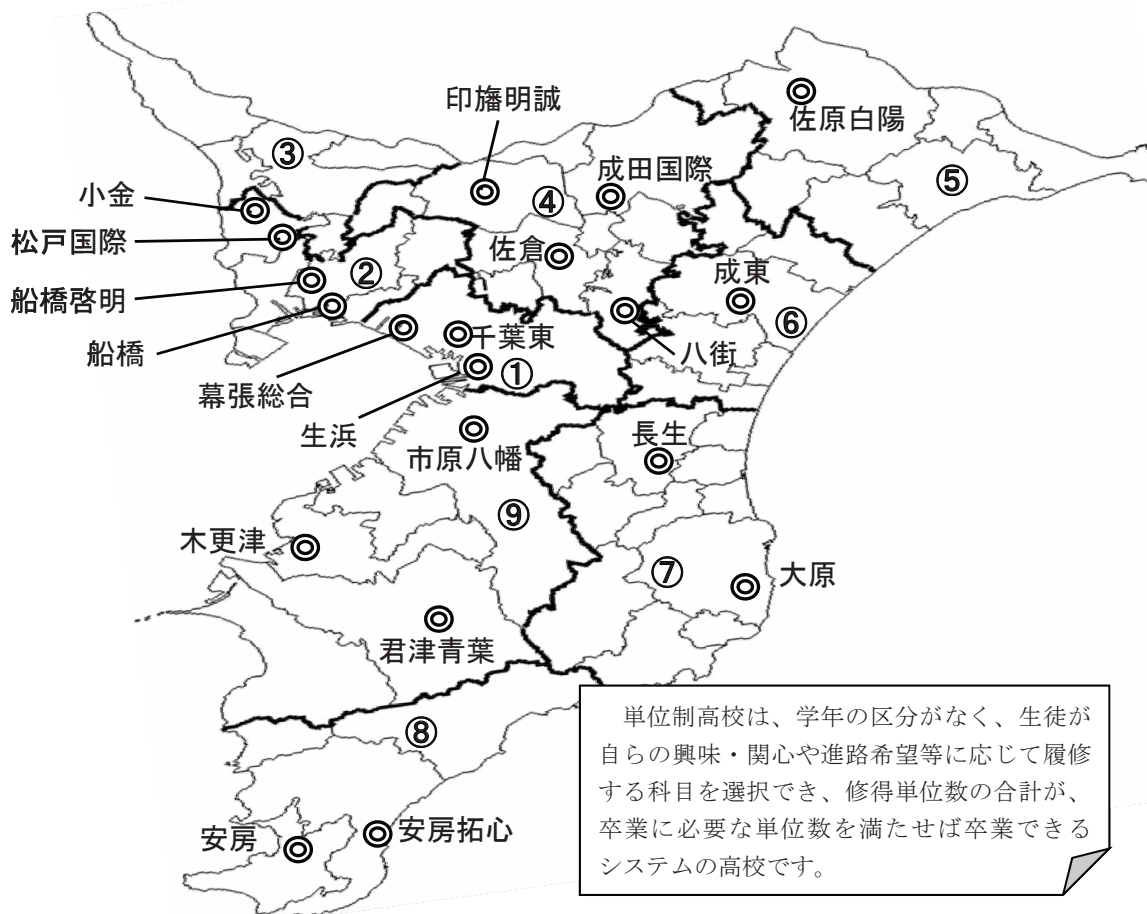 印旛明誠
佐原白陽
③
成田国際
⑤
小金
④
松戸国際
佐倉
②
成東
船橋啓明
⑥
千葉東
船橋
八街
①
幕張総合
生浜
長生
市原八幡
⑨
木更津
⑦
大原
君津青葉
単位制高校は、学年の区分がなく、生徒が
自らの興味・関心や進路希望等に応じて履修
する科目を選択でき、修得単位数の合計が、
卒業に必要な単位数を満たせば卒業できる
システムの高校です。
⑧
安房
安房拓心